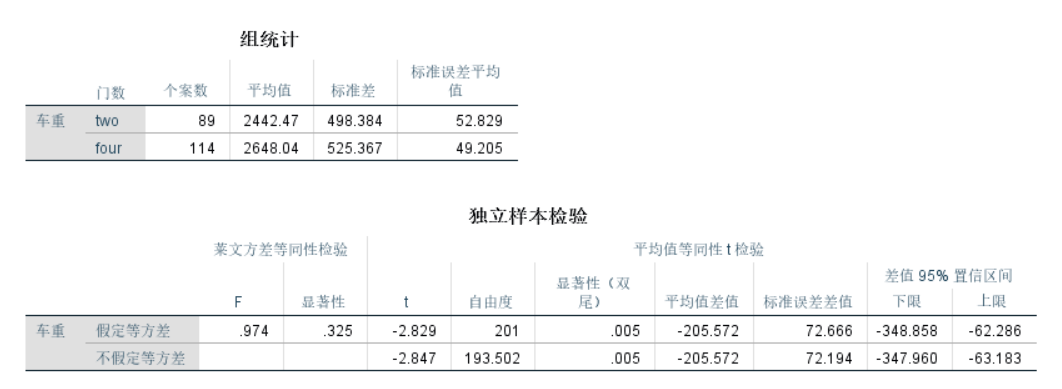 组统计
门数 个案数 平均值 标准差 标准误差平均值
车重 two 89 2442.47 498.384 52.829
four 114 2648.04 525.367 49.205
独立样本检验
莱文方差等同性检验 平均值等同性 t 检验
差值 95% 置信区间
F 显著性 t 自由度 显著性（双尾） 平均值差值 标准误差差值 下限 上限
车重 假定等方差 .974 .325 -2.829 201 .005 -205.572 72.666 -348.858 -62.286
不假定等方差 -2.847 193.502 .005 -205.572 72.194 -347.960 -63.183